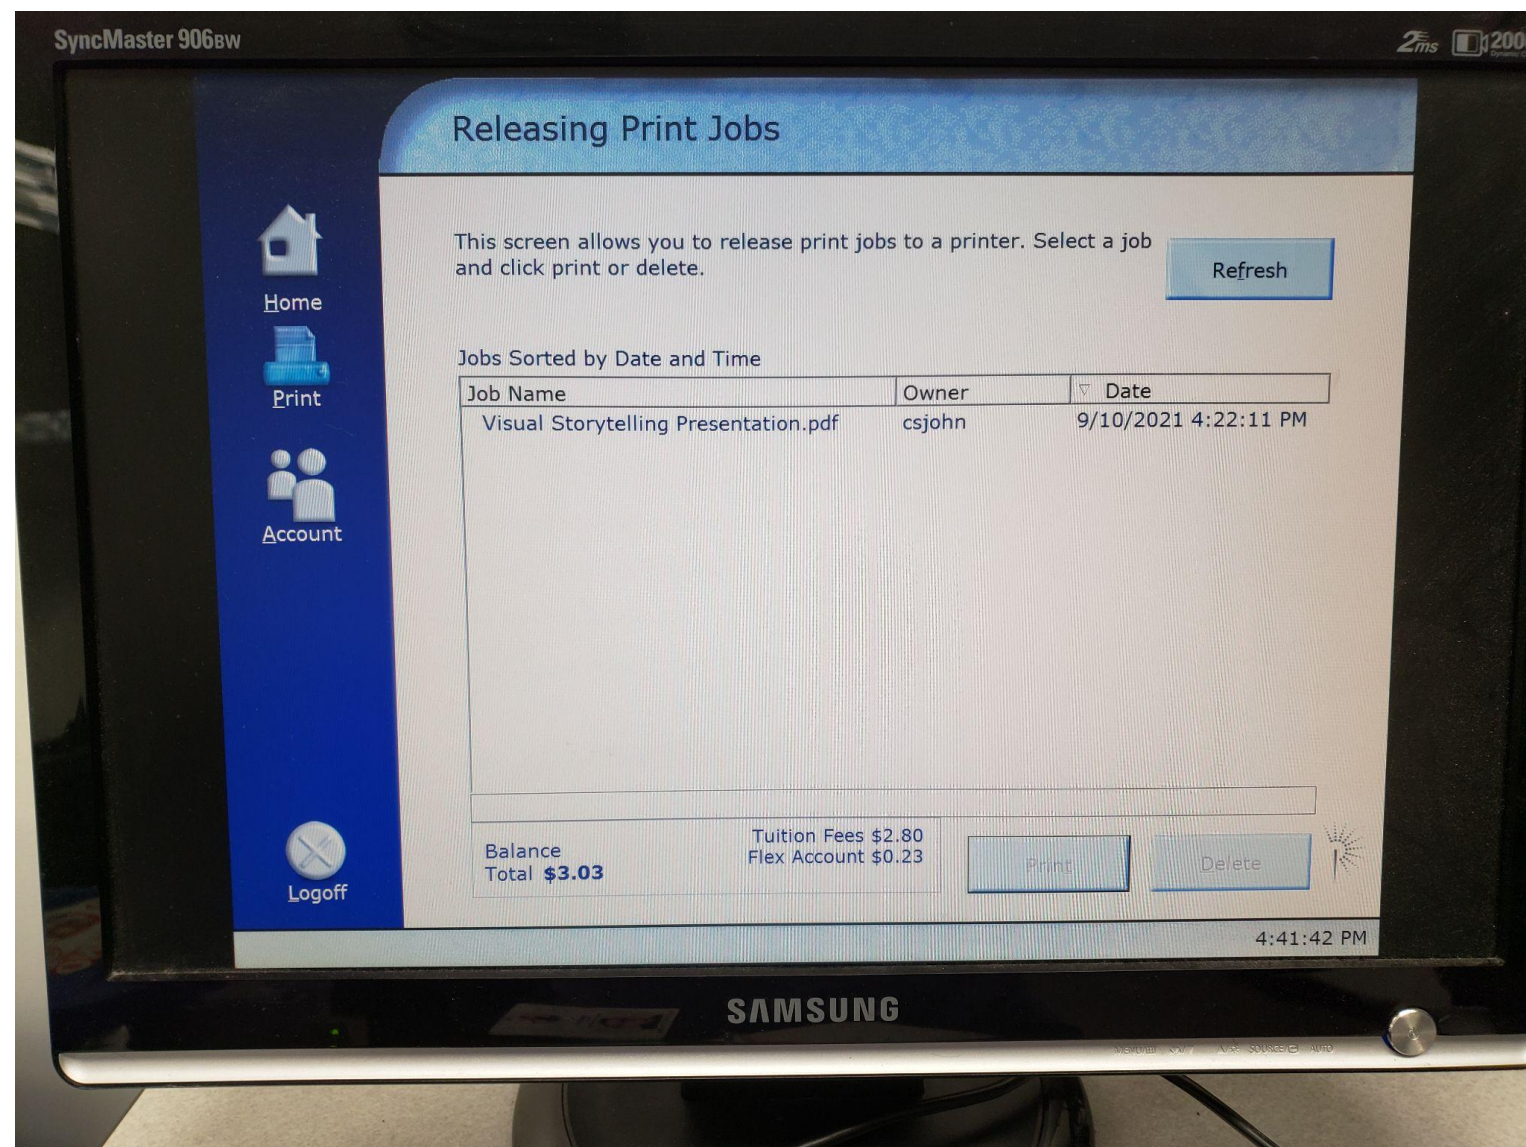 SyncMaster 906BW
2ms
Releasing Print Jobs
This screen allows you to release print jobs to a printer. Select a job
and click print or delete.
Refresh
Home
Print
Account
Logoff
Jobs Sorted by Date and Time
Job Name Owner Date
Visual Storytelling Presentation.pdf csjohn 9/10/2021 4:22:11 PM
Balance
Total $3.03
Tuition Fees $2.80
Flex Account $0.23
Print
Delete
4:41:42 PM
SAMSUNG
AUTO